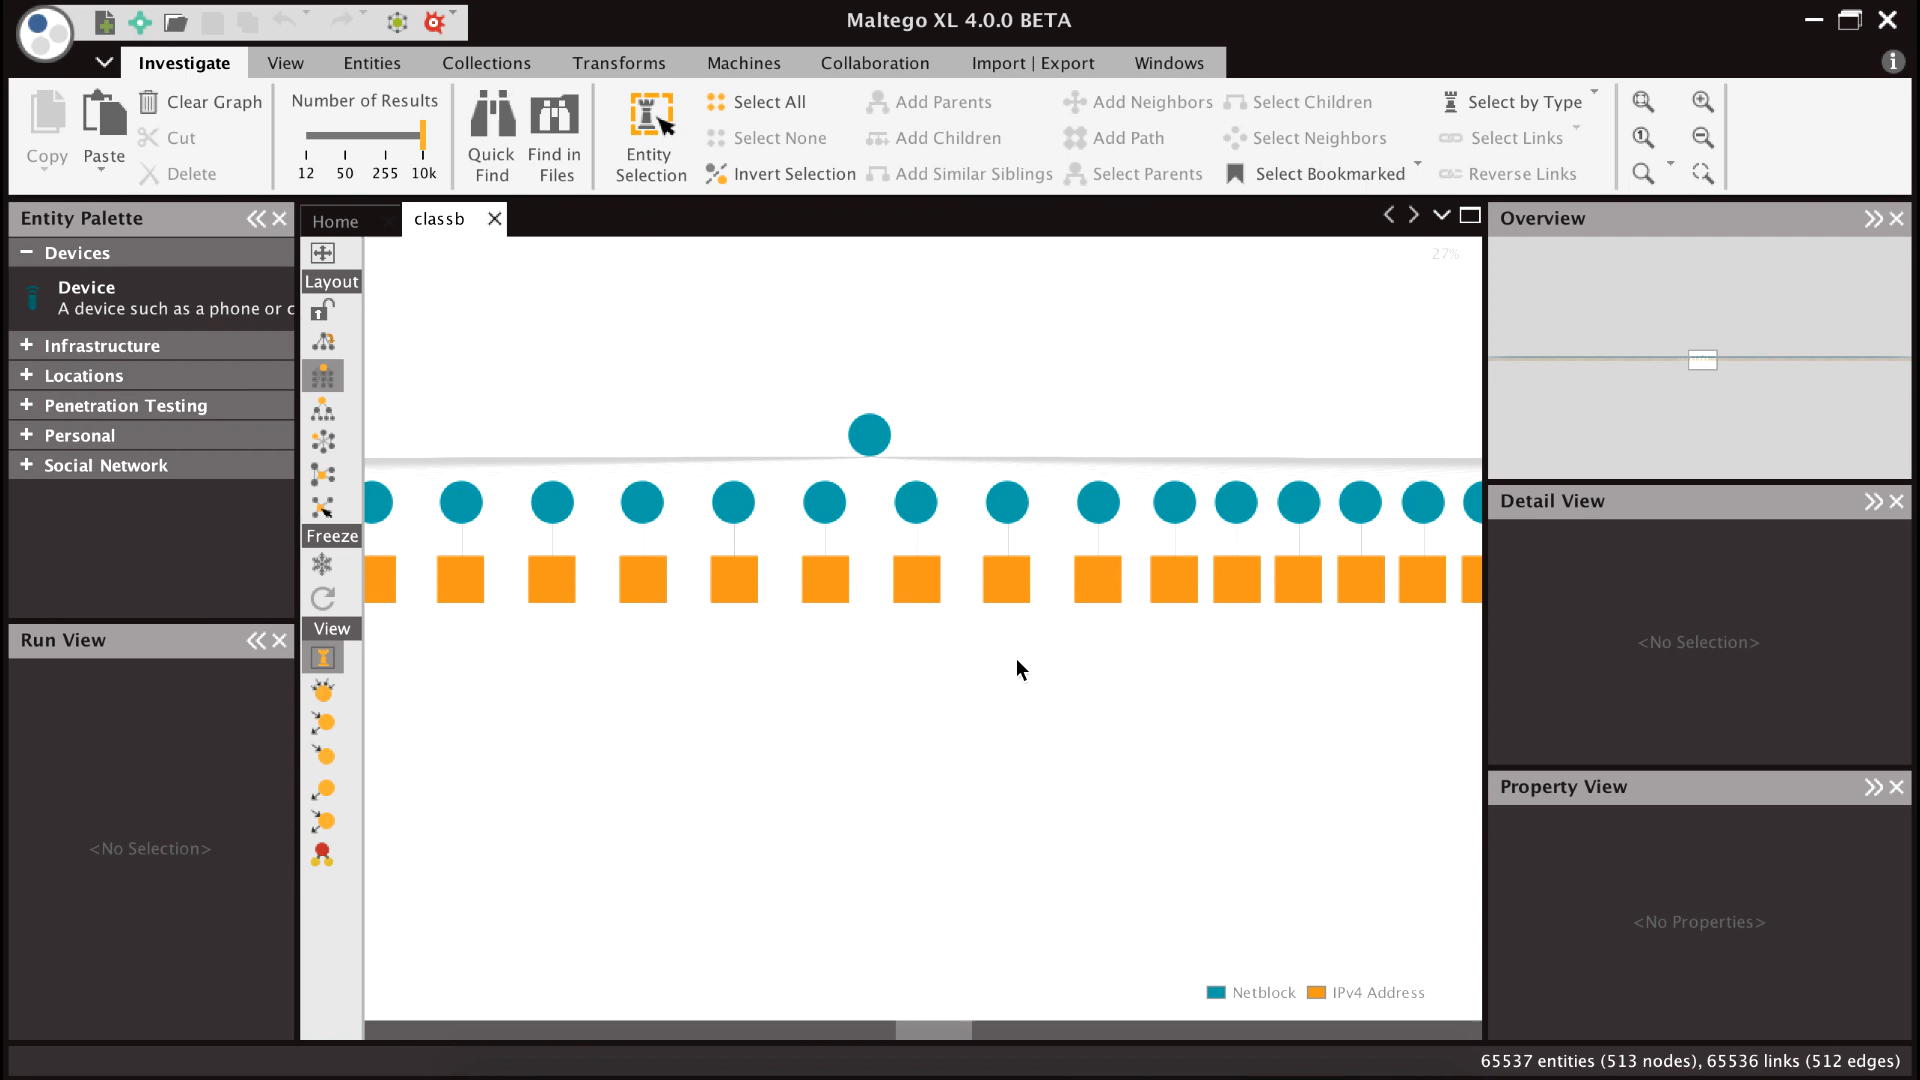 Maltego XL 4.0.0 BETA
Investigate View Entities Collections Transforms Machines Collaboration Import | Export Windows
Copy
Paste
Clear Graph
Cut
Delete
Number of Results
12 50 255 10k
Quick Find
Find in Files
Entity Selection
Select All
Select None
Invert Selection
Add Parents
Add Children
Add Similar Siblings
Add Neighbors
Add Path
Select Parents
Select Children
Select Neighbors
Select Bookmarked
Select by Type
Select Links
Reverse Links
Entity Palette
Devices
Device
A device such as a phone or c
Infrastructure
Locations
Penetration Testing
Personal
Social Network
Run View
<No Selection>
Home
classb
27%
Layout
Freeze
View
Netblock IPv4 Address
Overview
Detail View
<No Selection>
Property View
<No Properties>
65537 entities (513 nodes), 65536 links (512 edges)